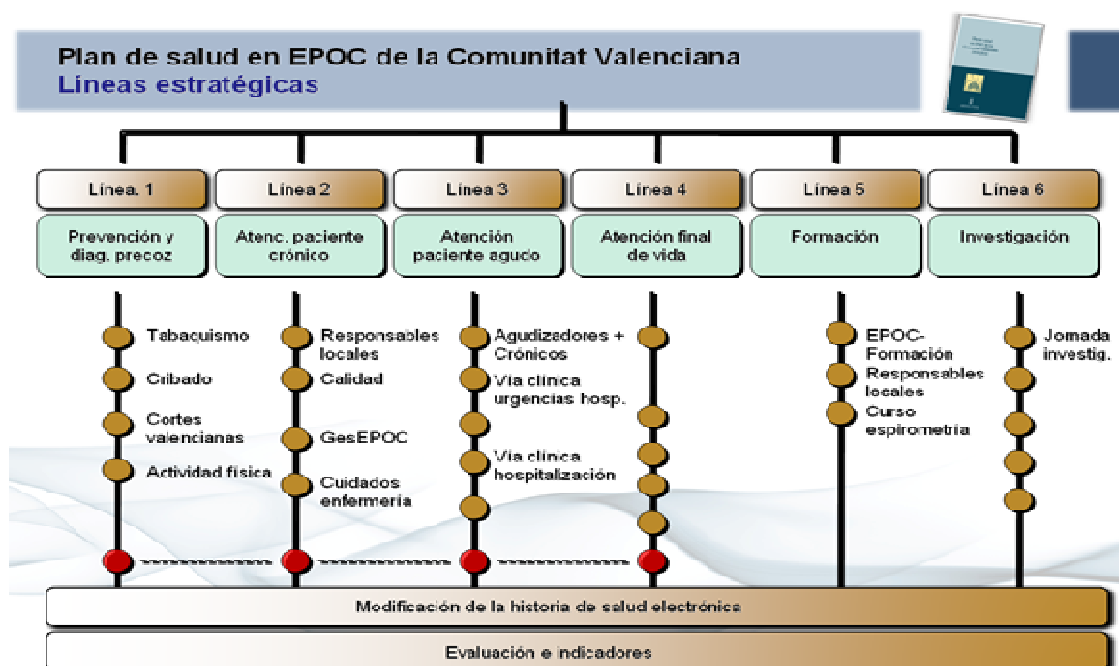 Plan de salud en EPOC de la Comunitat Valenciana
Líneas estratégicas
Línea. 1
Línea 2
Línea 3
Línea 4
Línea 5
Línea 6
Prevención y
diag. precoz
Atenc. paciente
crónico
Atención
paciente agudo
Atención final
de vida
Formación
Investigación
Tabaquismo
Cribado
Cortes
valencianas
Actividad física
Responsables
locales
Calidad
GesEPOC
Cuidados
enfermería
Agudizadores +
Crónicos
Vía clínica
urgencias hosp.
Vía clínica
hospitalización
EPOC-
Formación
Responsables
locales
Curso
espirometría
Jornada
investig.
Modificación de la historia de salud electrónica
Evaluación e indicadores